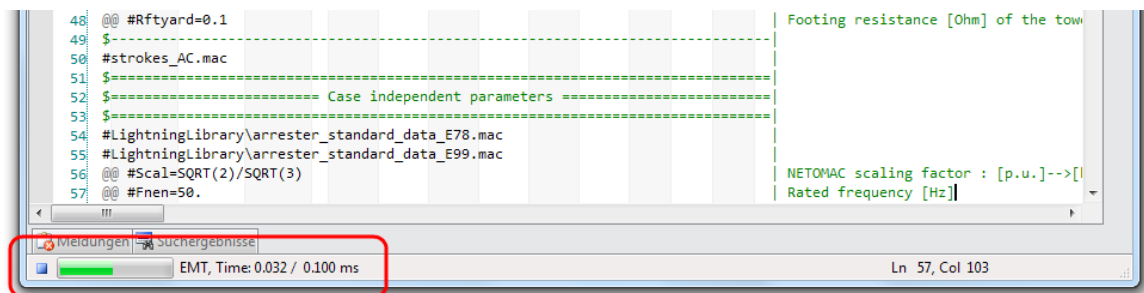 48 @@ #Rftyard=0.1 | Footing resistance [Ohm] of the tow
49 $-------------------------------------------------------------------------------|
50 #strokes_AC.mac |
51 $===============================================================================|
52 $========================= Case independent parameters =========================|
53 $===============================================================================|
54 #LightningLibrary\arrester_standard_data_E78.mac |
55 #LightningLibrary\arrester_standard_data_E99.mac |
56 @@ #Scal=SQRT(2)/SQRT(3) | NETOMAC scaling factor : [p.u.]-->[
57 @@ #Fnen=50. | Rated frequency [Hz]
Meldungen Suchergebnisse
EMT, Time: 0.032 / 0.100 ms Ln 57, Col 103